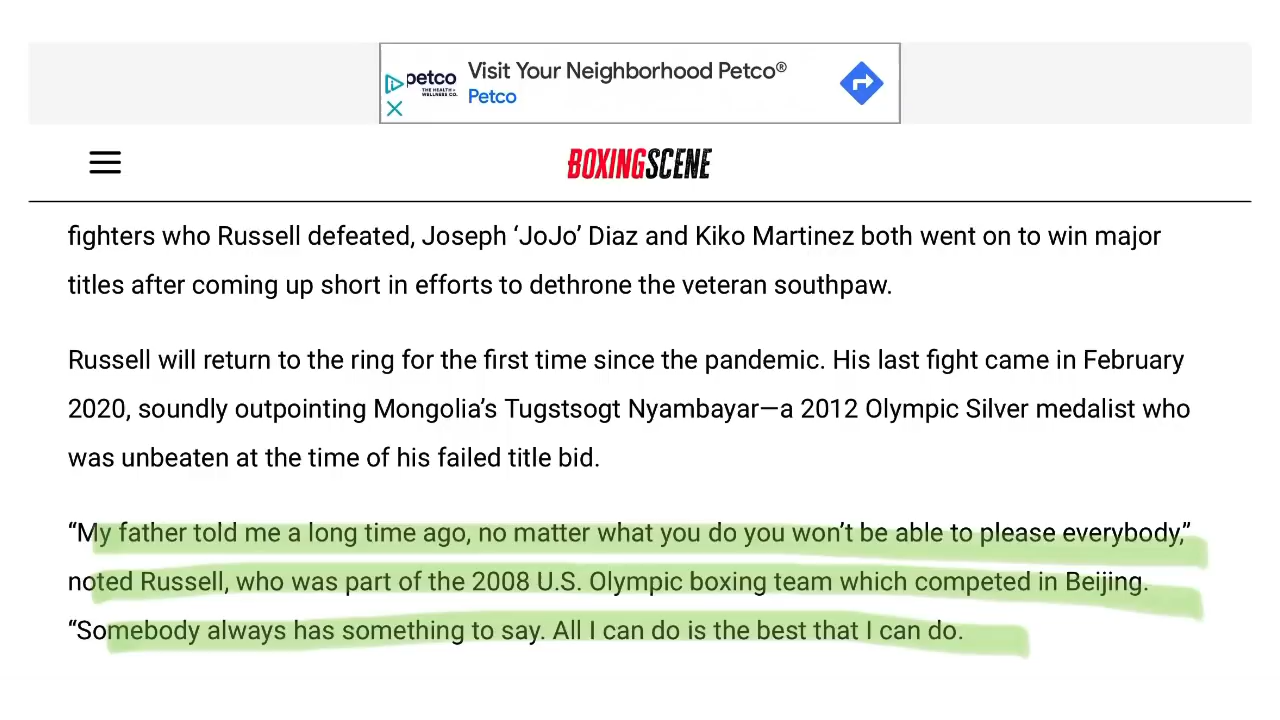 petco
THE HEALTH +
WELLNESS CO.
Visit Your Neighborhood Petco®
Petco
BOXINGSCENE
fighters who Russell defeated, Joseph ‘JoJo’ Diaz and Kiko Martinez both went on to win major
titles after coming up short in efforts to dethrone the veteran southpaw.
Russell will return to the ring for the first time since the pandemic. His last fight came in February
2020, soundly outpointing Mongolia’s Tugstsogt Nyambayar—a 2012 Olympic Silver medalist who
was unbeaten at the time of his failed title bid.
“My father told me a long time ago, no matter what you do you won’t be able to please everybody,”
noted Russell, who was part of the 2008 U.S. Olympic boxing team which competed in Beijing.
“Somebody always has something to say. All I can do is the best that I can do.